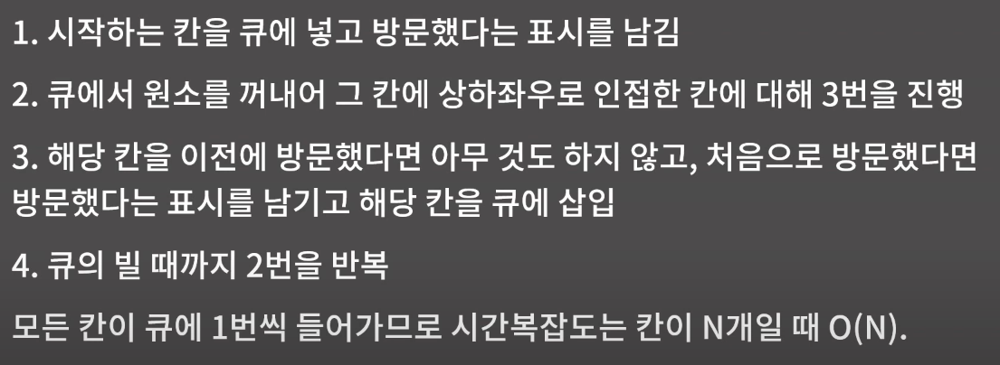 1. 시작하는 칸을 큐에 넣고 방문했다는 표시를 남김
2. 큐에서 원소를 꺼내어 그 칸에 상하좌우로 인접한 칸에 대해 3번을 진행
3. 해당 칸을 이전에 방문했다면 아무 것도 하지 않고, 처음으로 방문했다면
방문했다는 표시를 남기고 해당 칸을 큐에 삽입
4. 큐의 빌 때까지 2번을 반복
모든 칸이 큐에 1번씩 들어가므로 시간복잡도는 칸이 N개일 때 O(N).